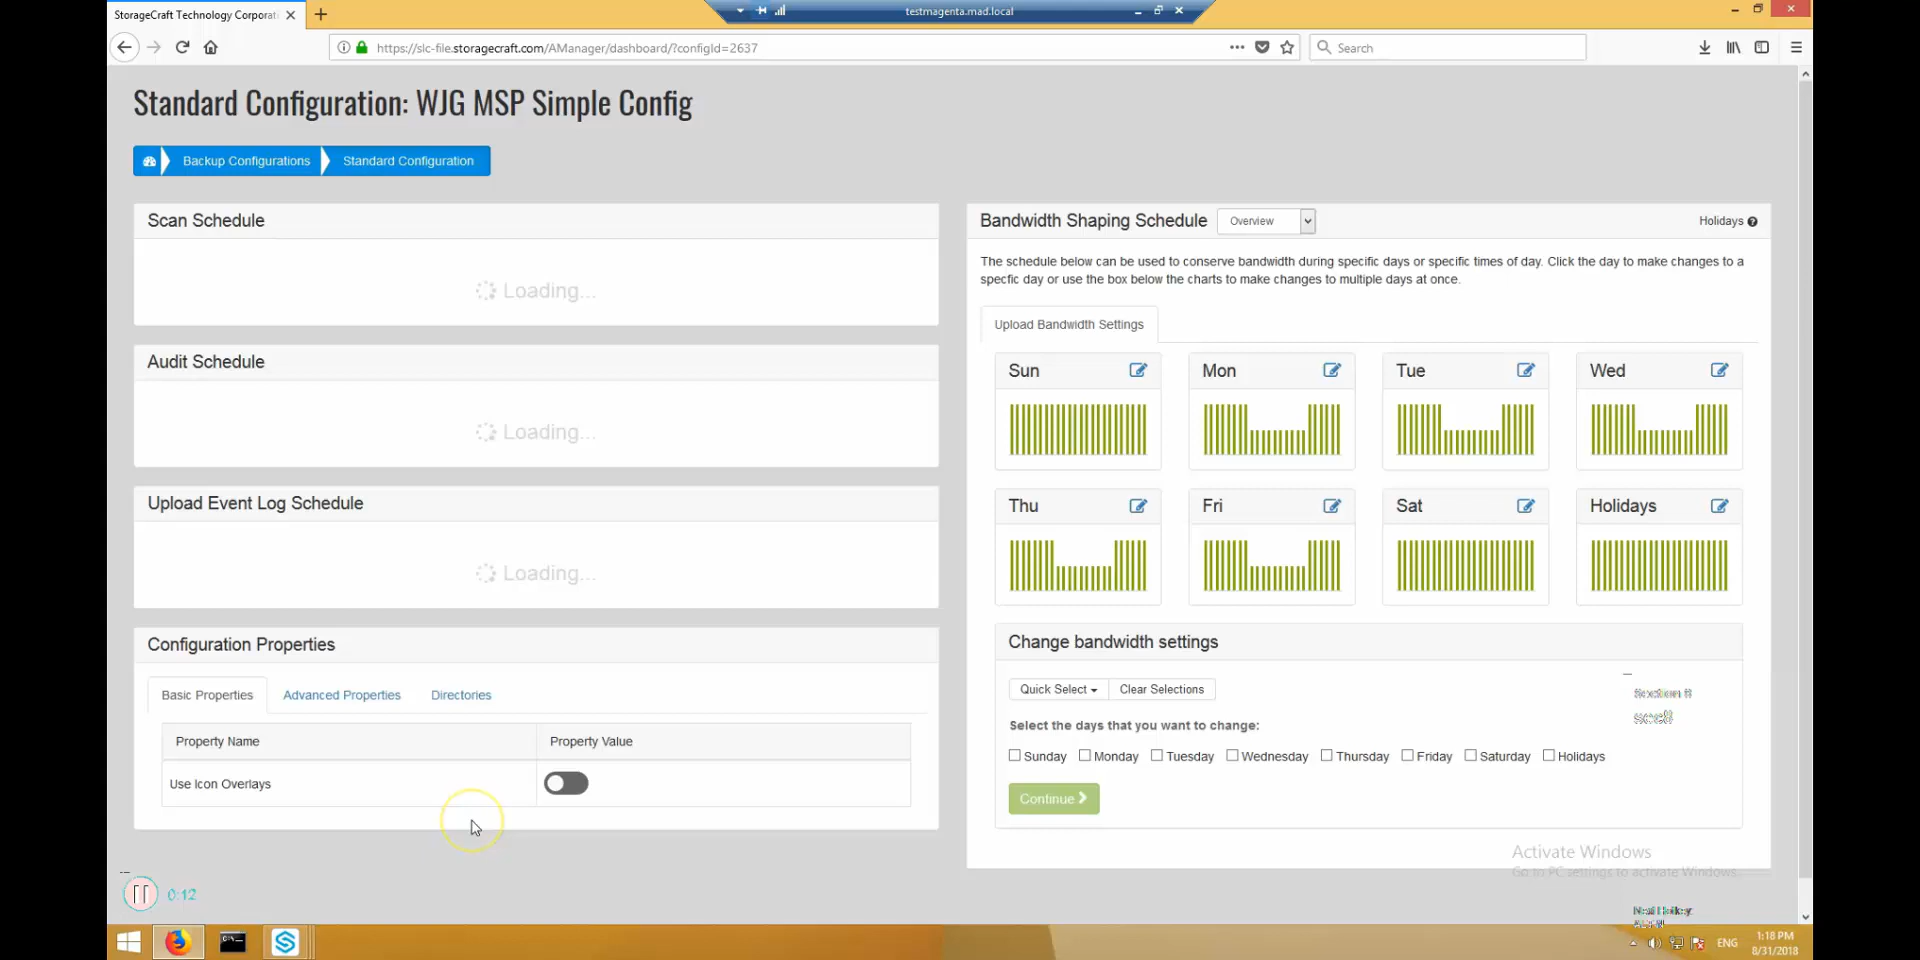 StorageCraft Technology Corporat
testmagenta.mad.local
https://slc-file.storagecraft.com/AManager/dashboard/?configId=2637
Search
Standard Configuration: WJG MSP Simple Config
Backup Configurations
Standard Configuration
Scan Schedule
Loading...
Audit Schedule
Loading...
Upload Event Log Schedule
Loading...
Configuration Properties
Basic Properties
Advanced Properties
Directories
Property Name
Property Value
Use Icon Overlays
Bandwidth Shaping Schedule
Overview
Holidays
The schedule below can be used to conserve bandwidth during specific days or specific times of day. Click the day to make changes to a
specfic day or use the box below the charts to make changes to multiple days at once.
Upload Bandwidth Settings
Sun
Mon
Tue
Wed
Thu
Fri
Sat
Holidays
Change bandwidth settings
Quick Select
Clear Selections
Select the days that you want to change:
Sunday
Monday
Tuesday
Wednesday
Thursday
Friday
Saturday
Holidays
Continue
Activate Windows
Go to PC settings to activate Windows.
0:12
ENG
1:18 PM
8/31/2018